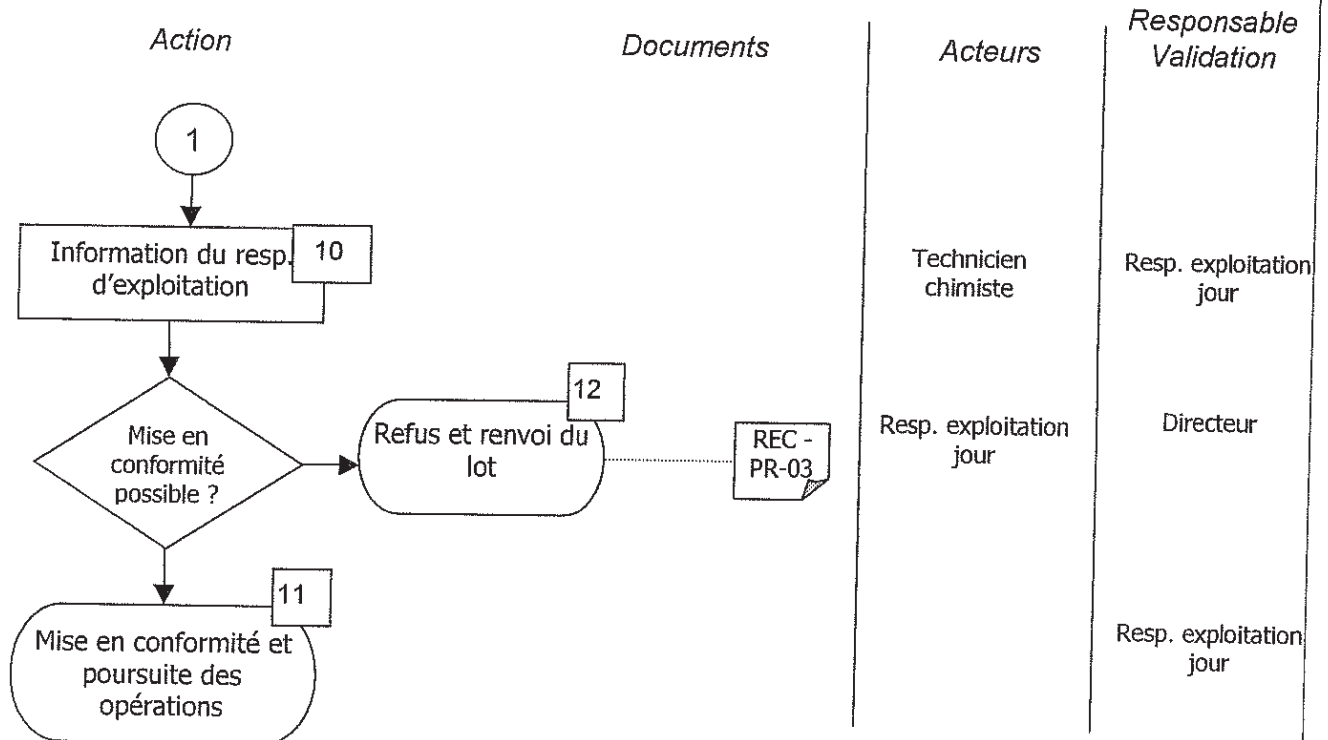 Action
Documents
Acteurs
Responsable
Validation
1
Information du resp.
d'exploitation
10
Technicien
chimiste
Resp. exploitation
jour
Mise en
conformité
possible ?
12
Refus et renvoi du
lot
REC -
PR-03
Resp. exploitation
jour
Directeur
11
Mise en conformité et
poursuite des
opérations
Resp. exploitation
jour